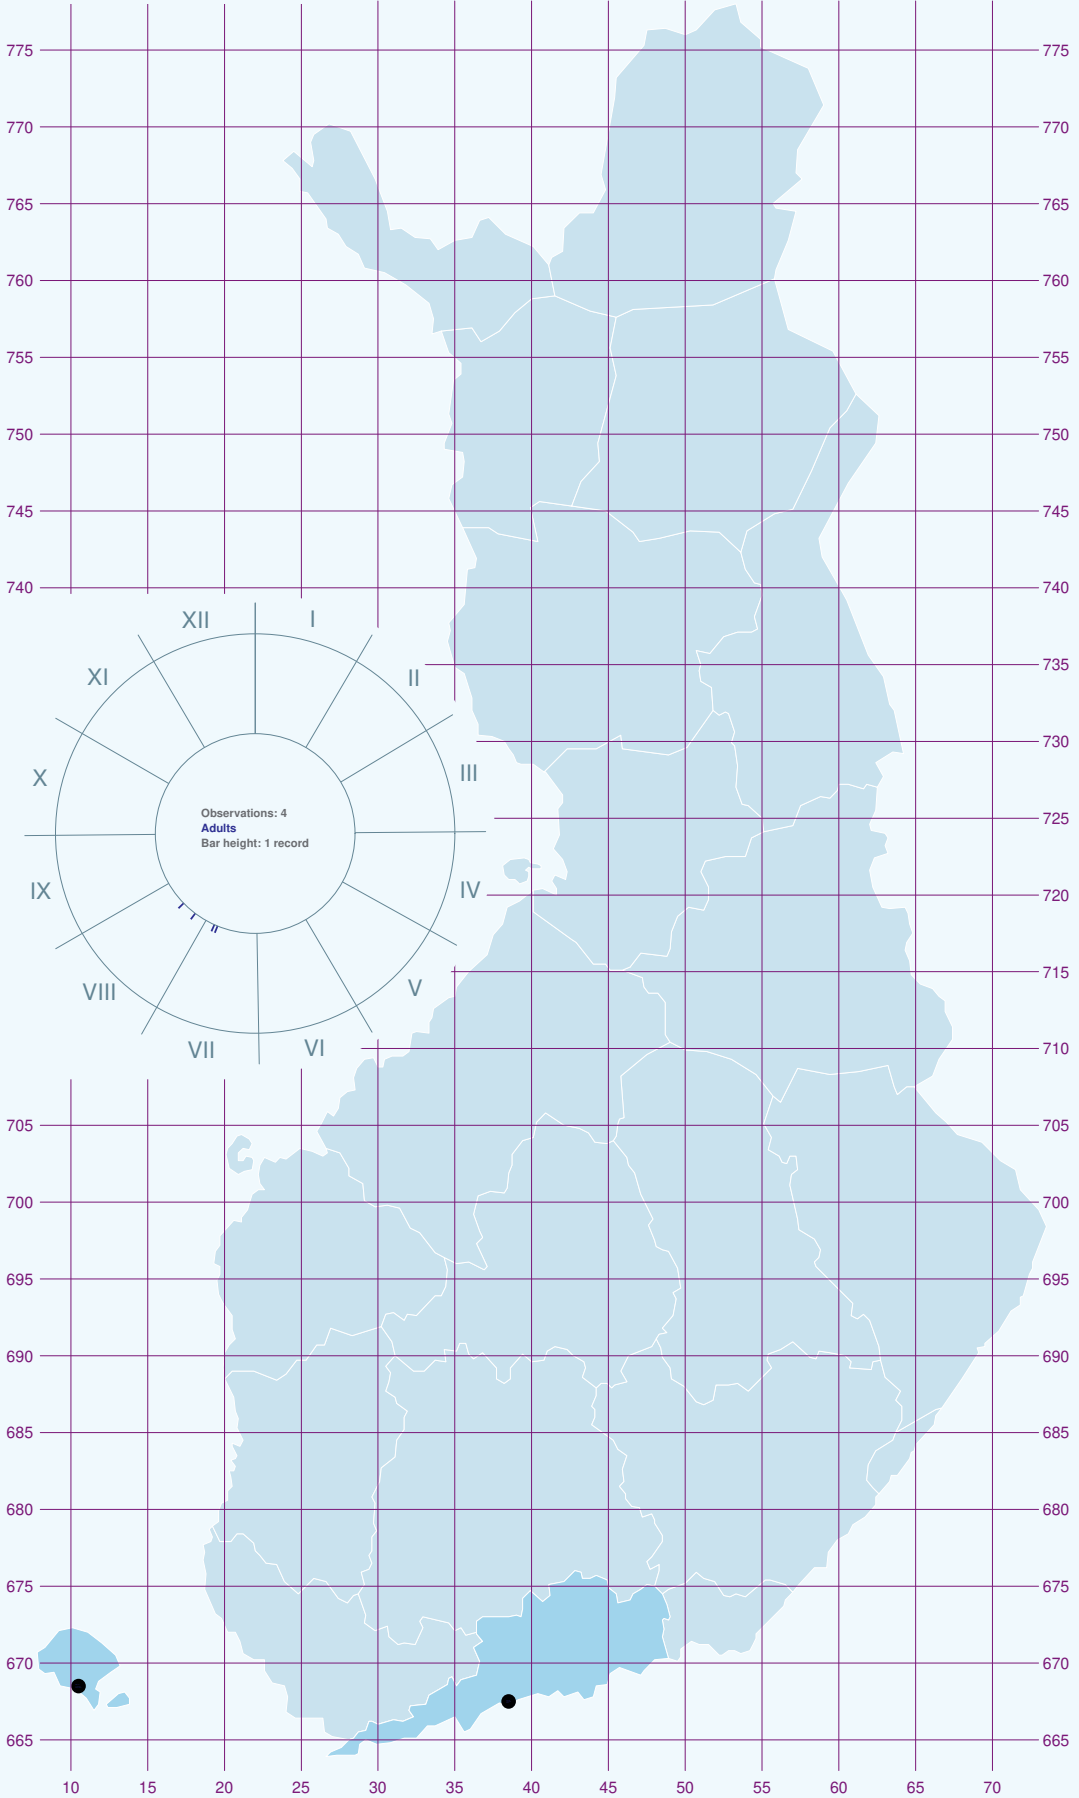 775 775
770 770
765 765
760 760
755 755
750 750
745 745
740 740
XII I
XI II
735
730
X III
725
Observations: 4
Adults
Bar height: 1 record
IX IV
720
715
VIII V
VII VI
710
705 705
700 700
695 695
690 690
685 685
680 680
675 675
670 670
665 665
10 15 20 25 30 35 40 45 50 55 60 65 70